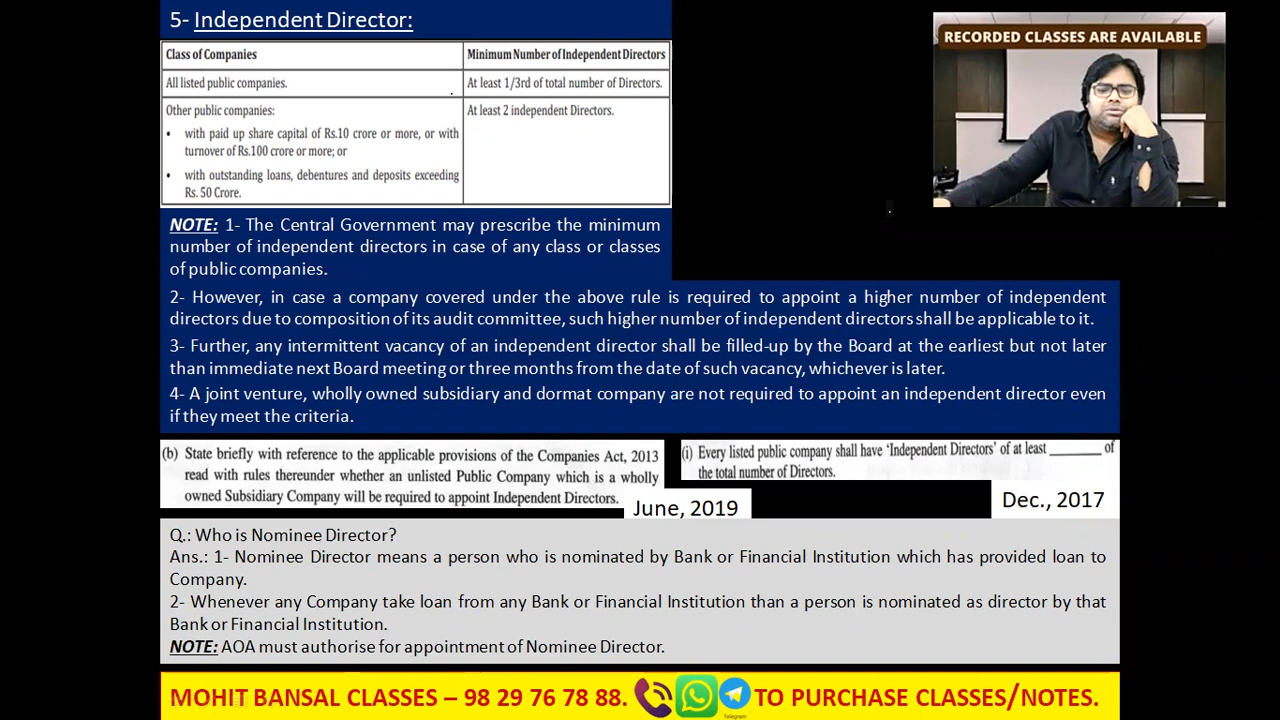 5- Independent Director:
RECORDED CLASSES ARE AVAILABLE
Class of Companies
Minimum Number of Independent Directors
All listed public companies.
At least 1/3rd of total number of Directors.
Other public companies:
At least 2 independent Directors.
• with paid up share capital of Rs.10 crore or more, or with
turnover of Rs.100 crore or more; or
• with outstanding loans, debentures and deposits exceeding
Rs. 50 Crore.
NOTE: 1- The Central Government may prescribe the minimum
number of independent directors in case of any class or classes
of public companies.
2- However, in case a company covered under the above rule is required to appoint a higher number of independent
directors due to composition of its audit committee, such higher number of independent directors shall be applicable to it.
3- Further, any intermittent vacancy of an independent director shall be filled-up by the Board at the earliest but not later
than immediate next Board meeting or three months from the date of such vacancy, whichever is later.
4- A joint venture, wholly owned subsidiary and dormat company are not required to appoint an independent director even
if they meet the criteria.
(b) State briefly with reference to the applicable provisions of the Companies Act, 2013
read with rules thereunder whether an unlisted Public Company which is a wholly
owned Subsidiary Company will be required to appoint Independent Directors.
June, 2019
(i) Every listed public company shall have 'Independent Directors' of at least ________ of
the total number of Directors.
Dec., 2017
Q.: Who is Nominee Director?
Ans.: 1- Nominee Director means a person who is nominated by Bank or Financial Institution which has provided loan to
Company.
2- Whenever any Company take loan from any Bank or Financial Institution than a person is nominated as director by that
Bank or Financial Institution.
NOTE: AOA must authorise for appointment of Nominee Director.
MOHIT BANSAL CLASSES – 98 29 76 78 88. TO PURCHASE CLASSES/NOTES.
Telegram